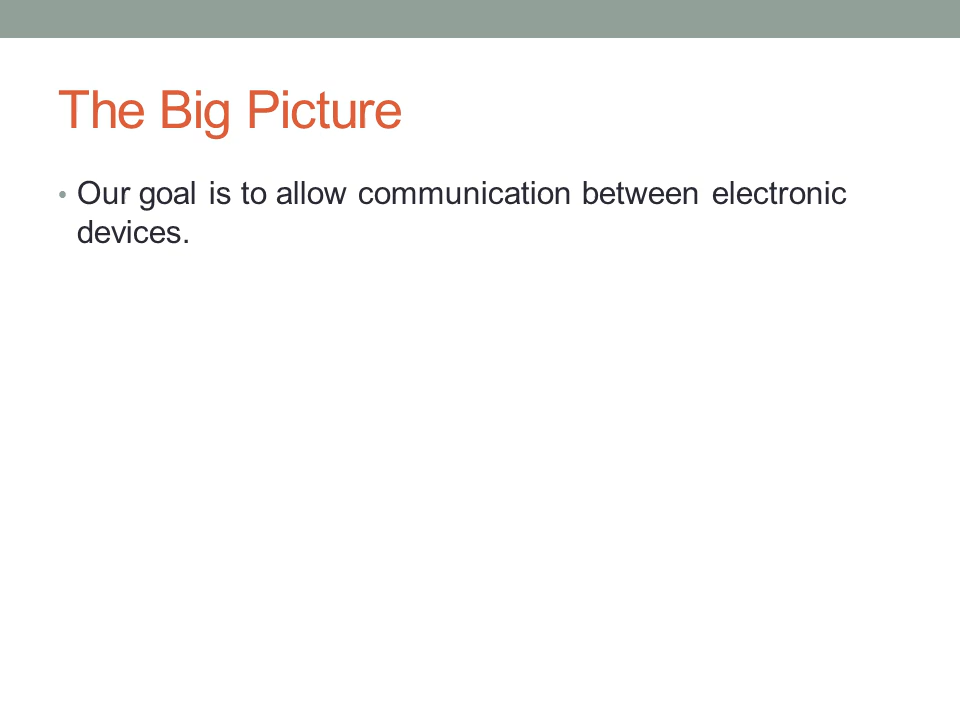 The Big Picture
• Our goal is to allow communication between electronic
devices.